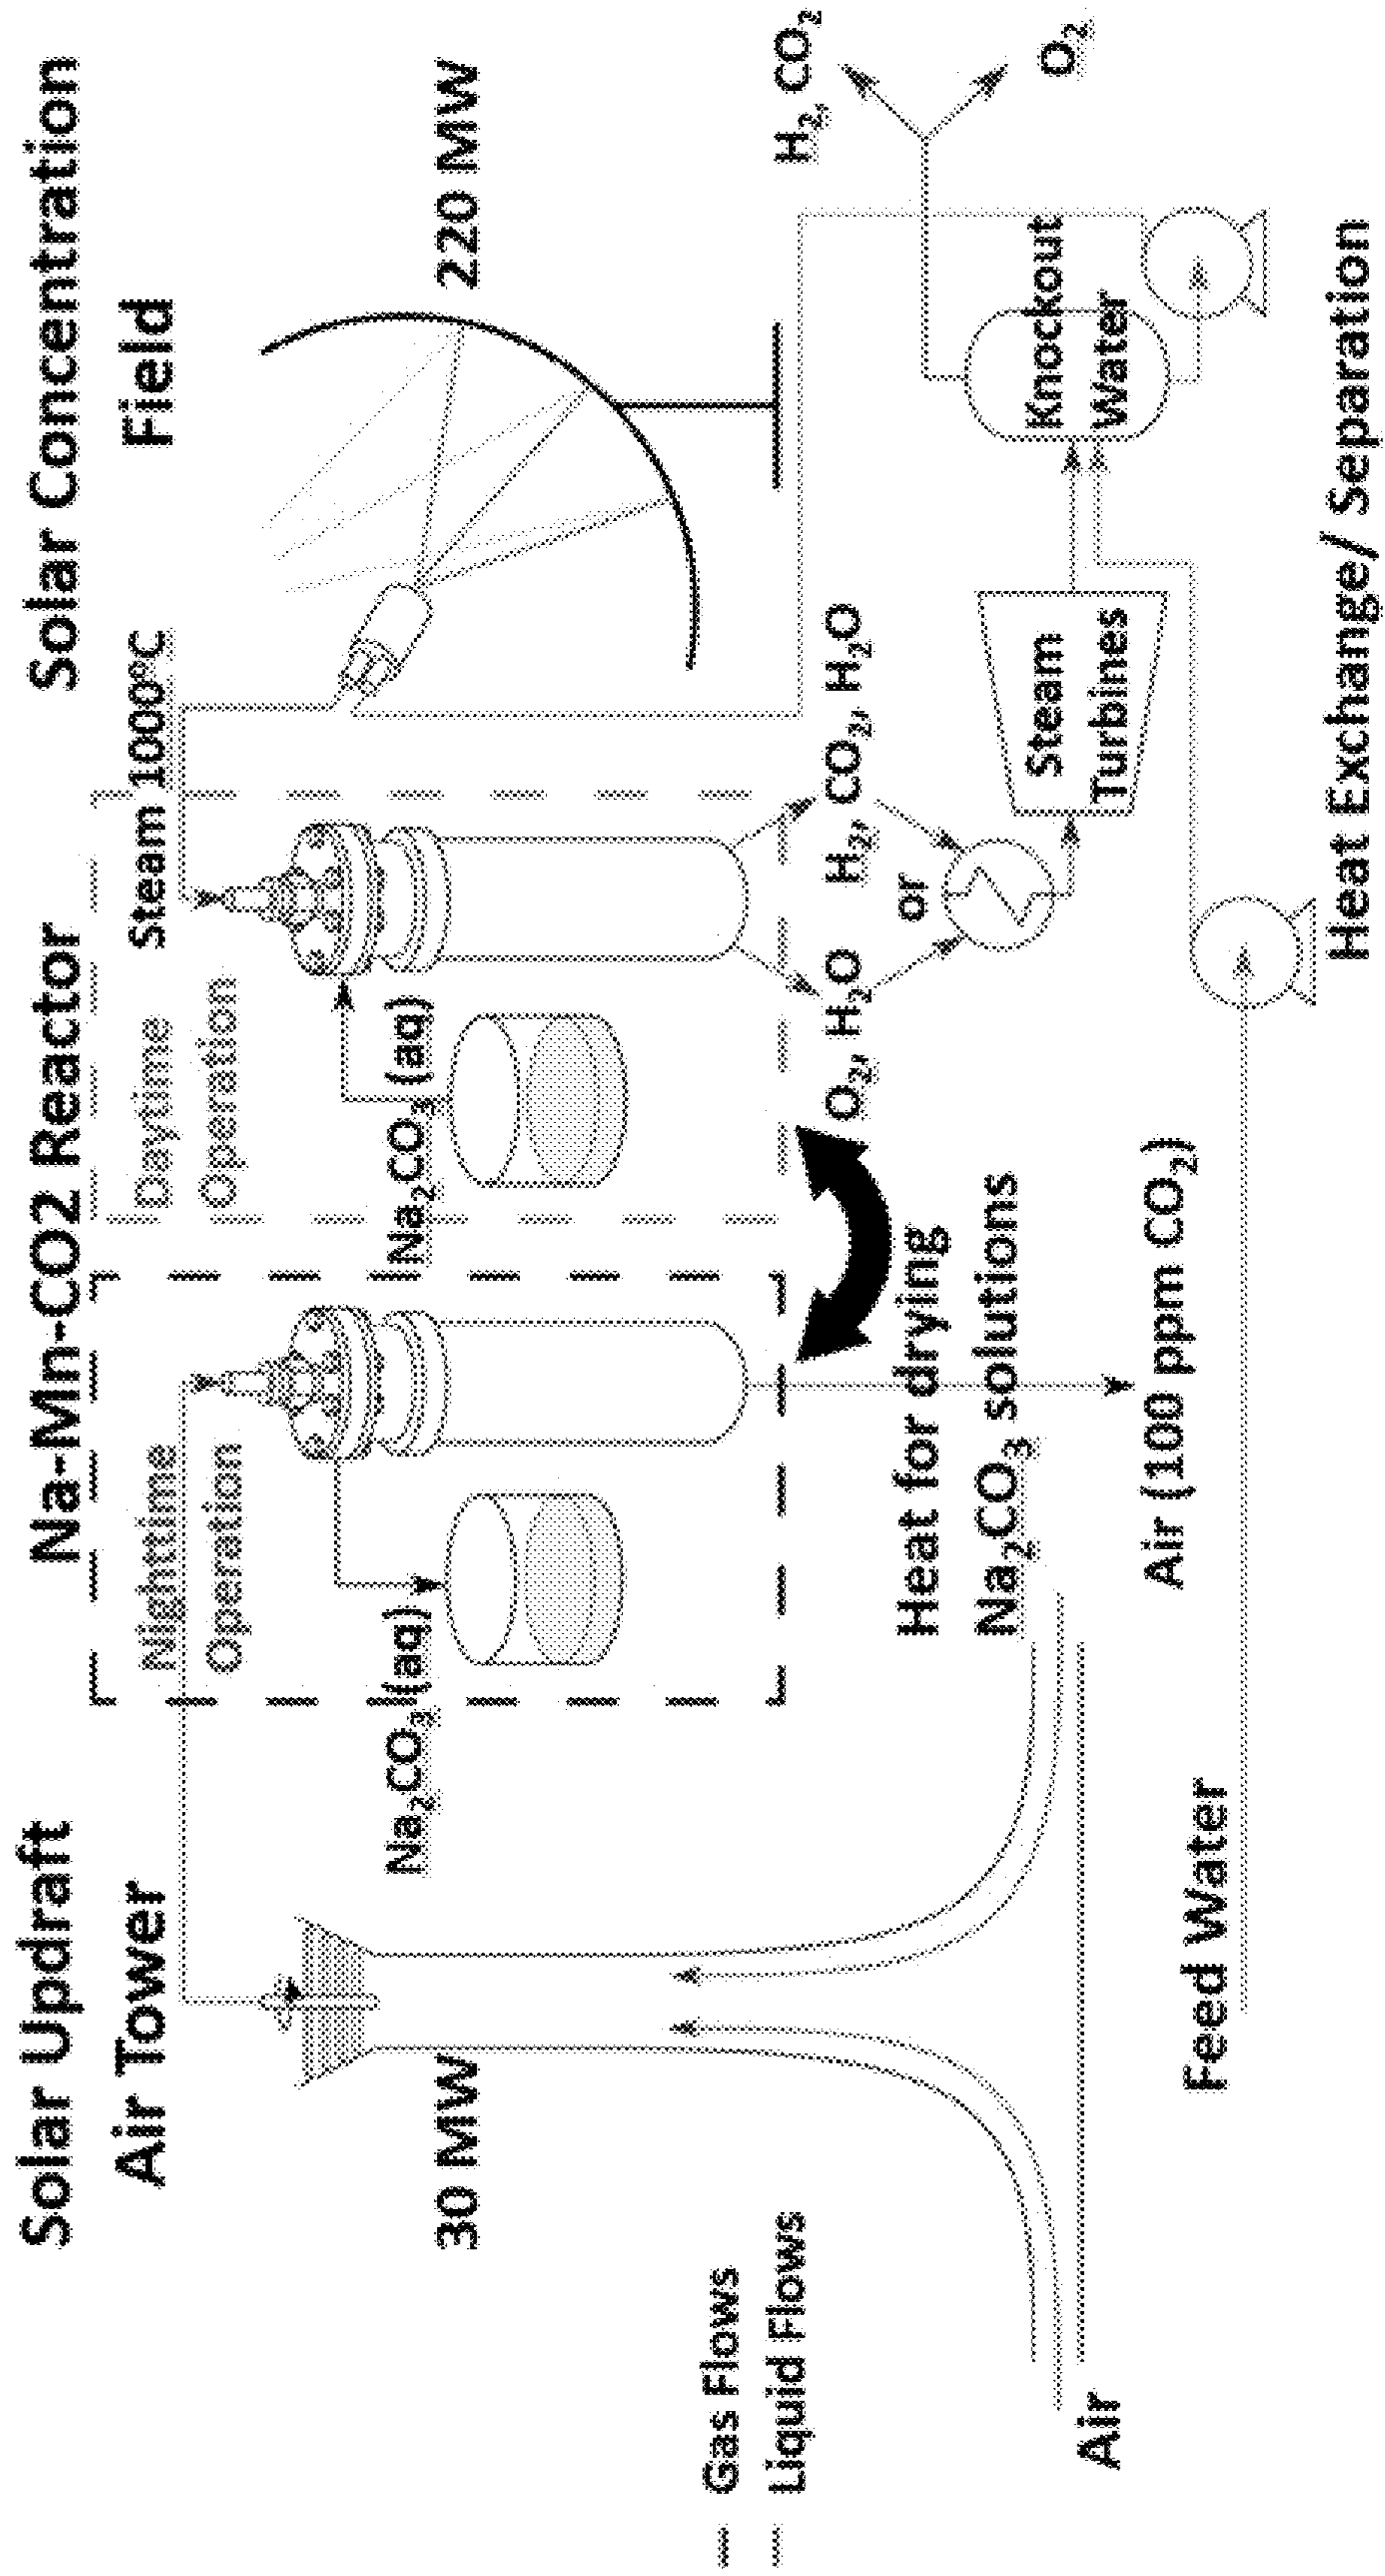 Solar Updraft
Air Tower
Na-Mn-CO2 Reactor
Solar Concentration
Field
Nighttime
Operation
Daytime
Operation
Steam 1000ºC
30 MW
Na₂CO₃ (aq)
Na₂CO₃ (aq)
220 MW
Gas Flows
Liquid Flows
H₂, CO₂
O₂
O₂, H₂O
H₂, CO₂, H₂O
or
Heat for drying
Na₂CO₃ solutions
Steam
Turbines
Knockout
Water
Air
Air (100 ppm CO₂)
Feed Water
Heat Exchange/ Separation